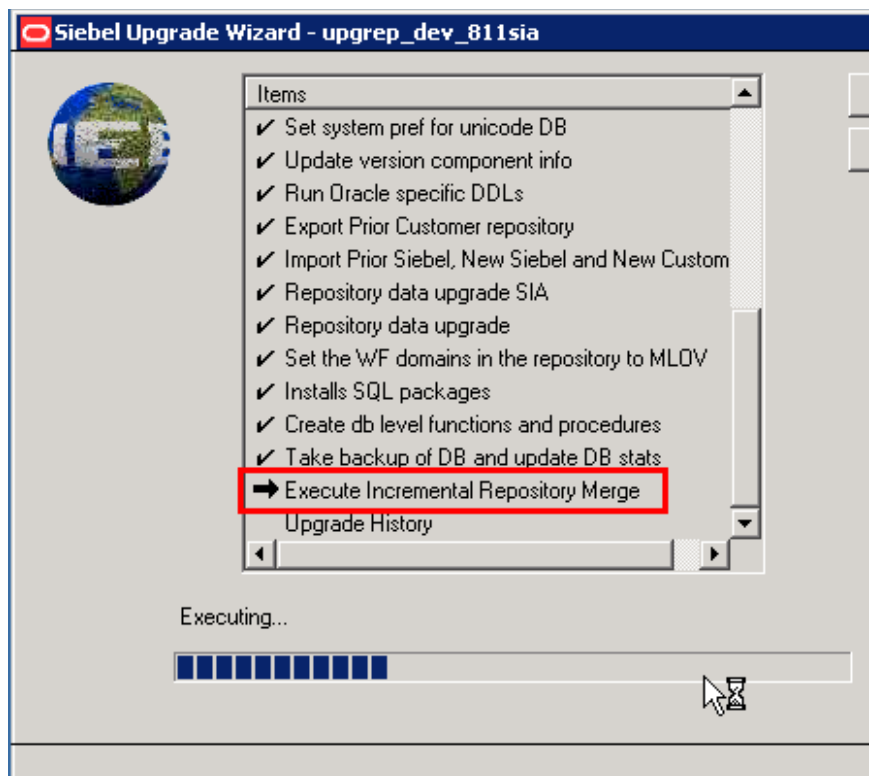 Siebel Upgrade Wizard - upgrep_dev_811sia
IEB
Items
Set system pref for unicode DB
Update version component info
Run Oracle specific DDLs
Export Prior Customer repository
Import Prior Siebel, New Siebel and New Custom
Repository data upgrade SIA
Repository data upgrade
Set the WF domains in the repository to MLOV
Installs SQL packages
Create db level functions and procedures
Take backup of DB and update DB stats
Execute Incremental Repository Merge
Upgrade History
Executing...